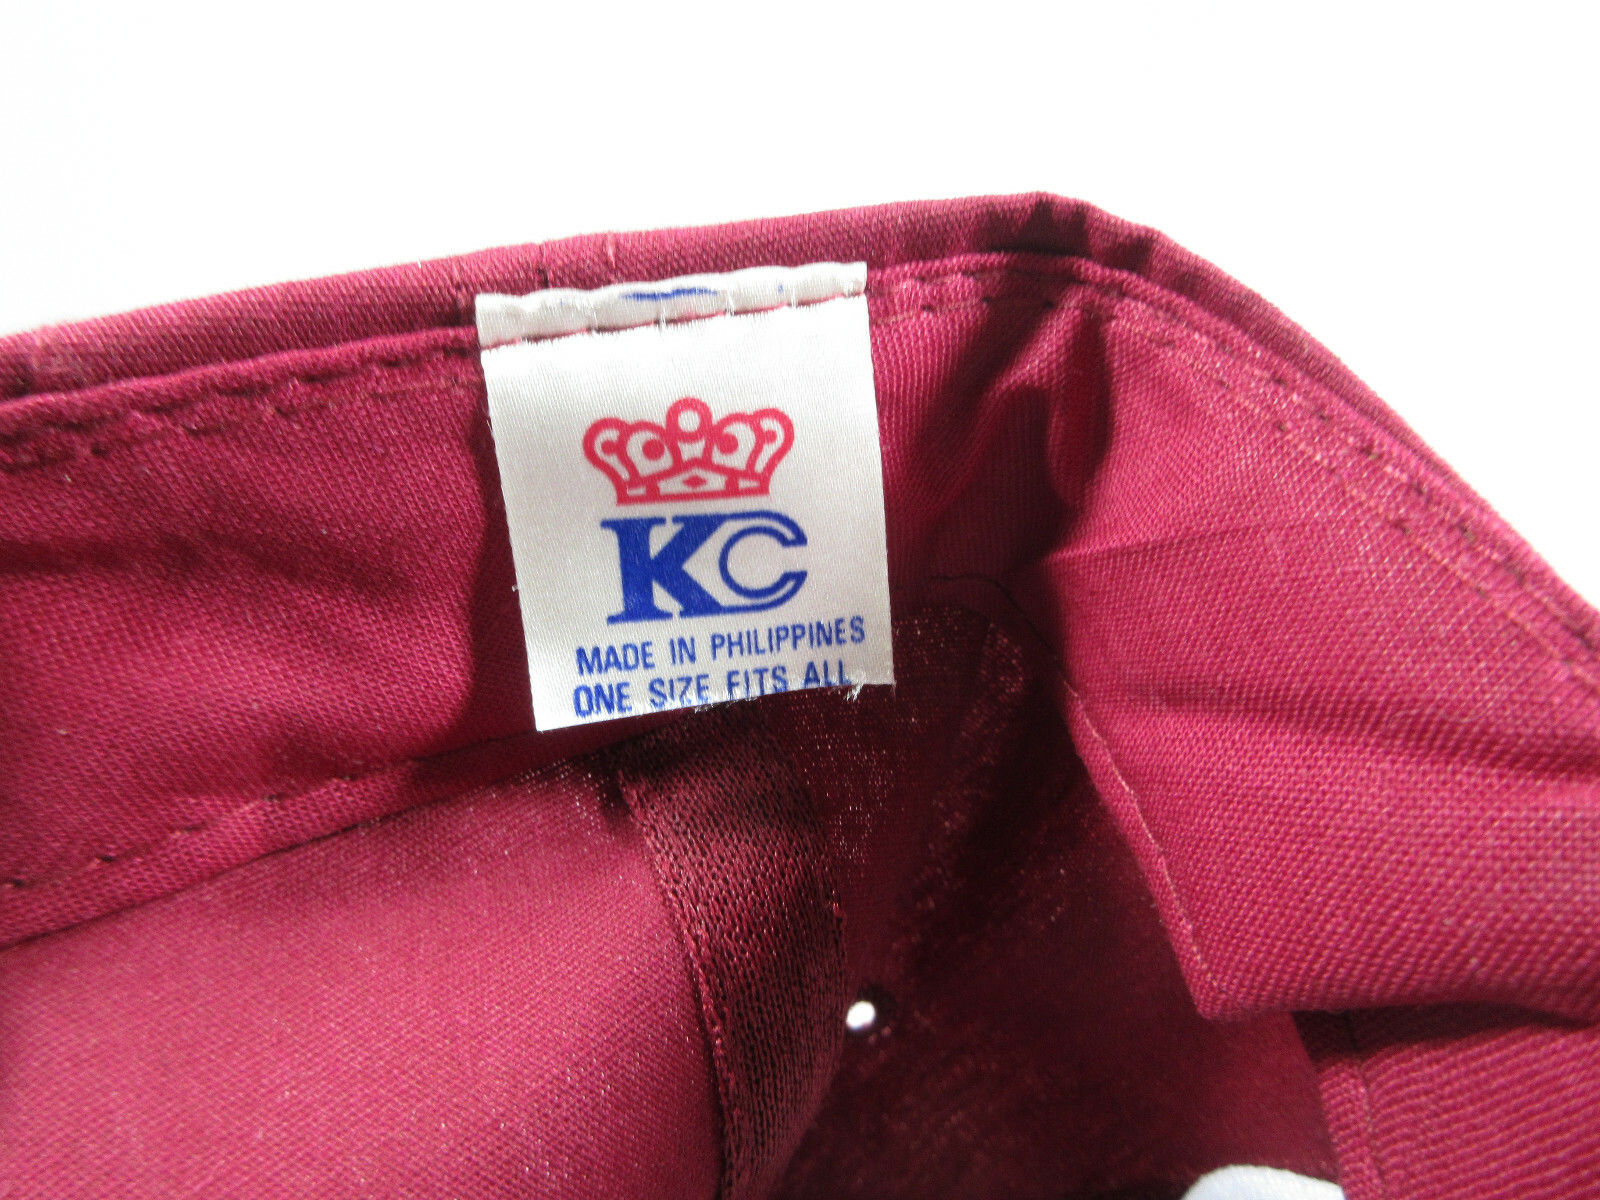 KC
MADE IN PHILIPPINES
ONE SIZE FITS ALL